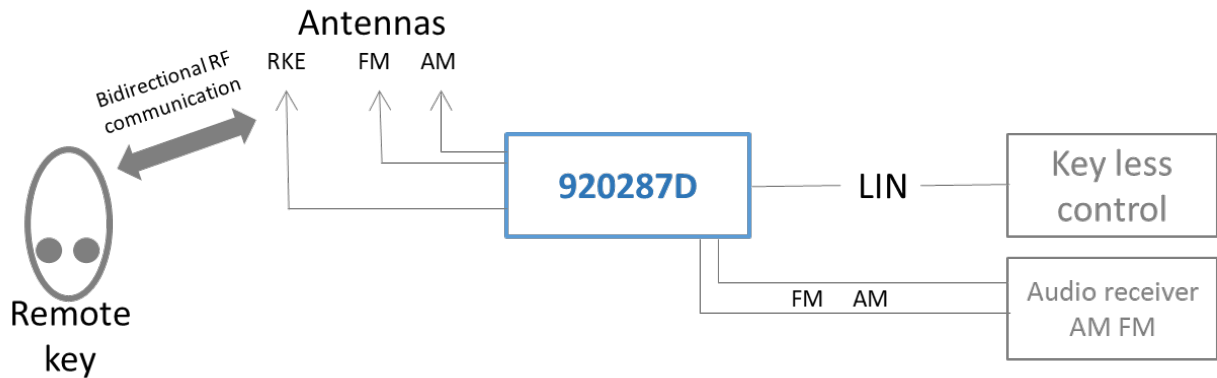 Antennas
RKE FM AM
Bidirectional RF
communication
920287D
LIN
Key less
control
FM AM
Audio receiver
AM FM
Remote
key